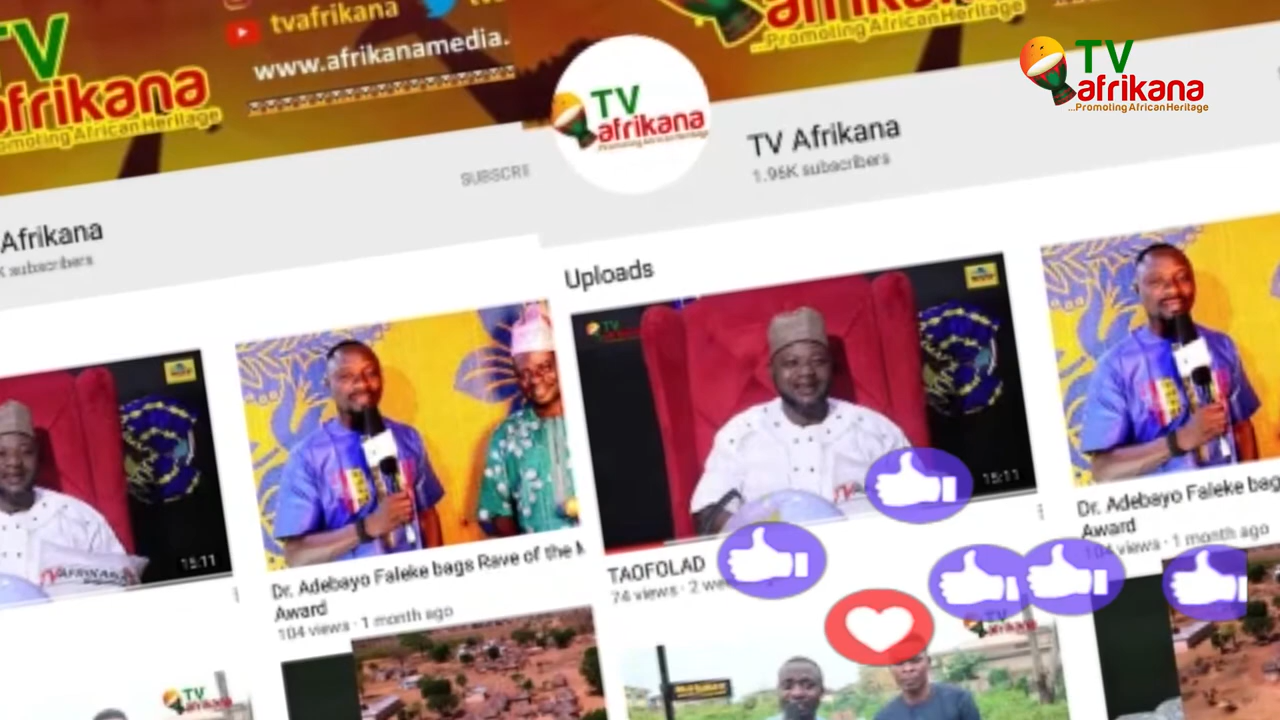 tvafrikana
www.afrikanamedia.
TV
afrikana
...Promoting African Heritage
TV
afrikana
...Promoting African Heritage
TV
afrikana
Promoting African Heritage
TV Afrikana
1.96K subscribers
SUBSCRI
Afrikana
K subscribers
Uploads
15:11
TAOFOLAD
74 views · 2 we
Dr. Adebayo Faleke bag
Award
104 views · 1 month ago
15:11
Dr. Adebayo Faleke bags Rave of the M
Award
104 views · 1 month ago
TV
afrikana